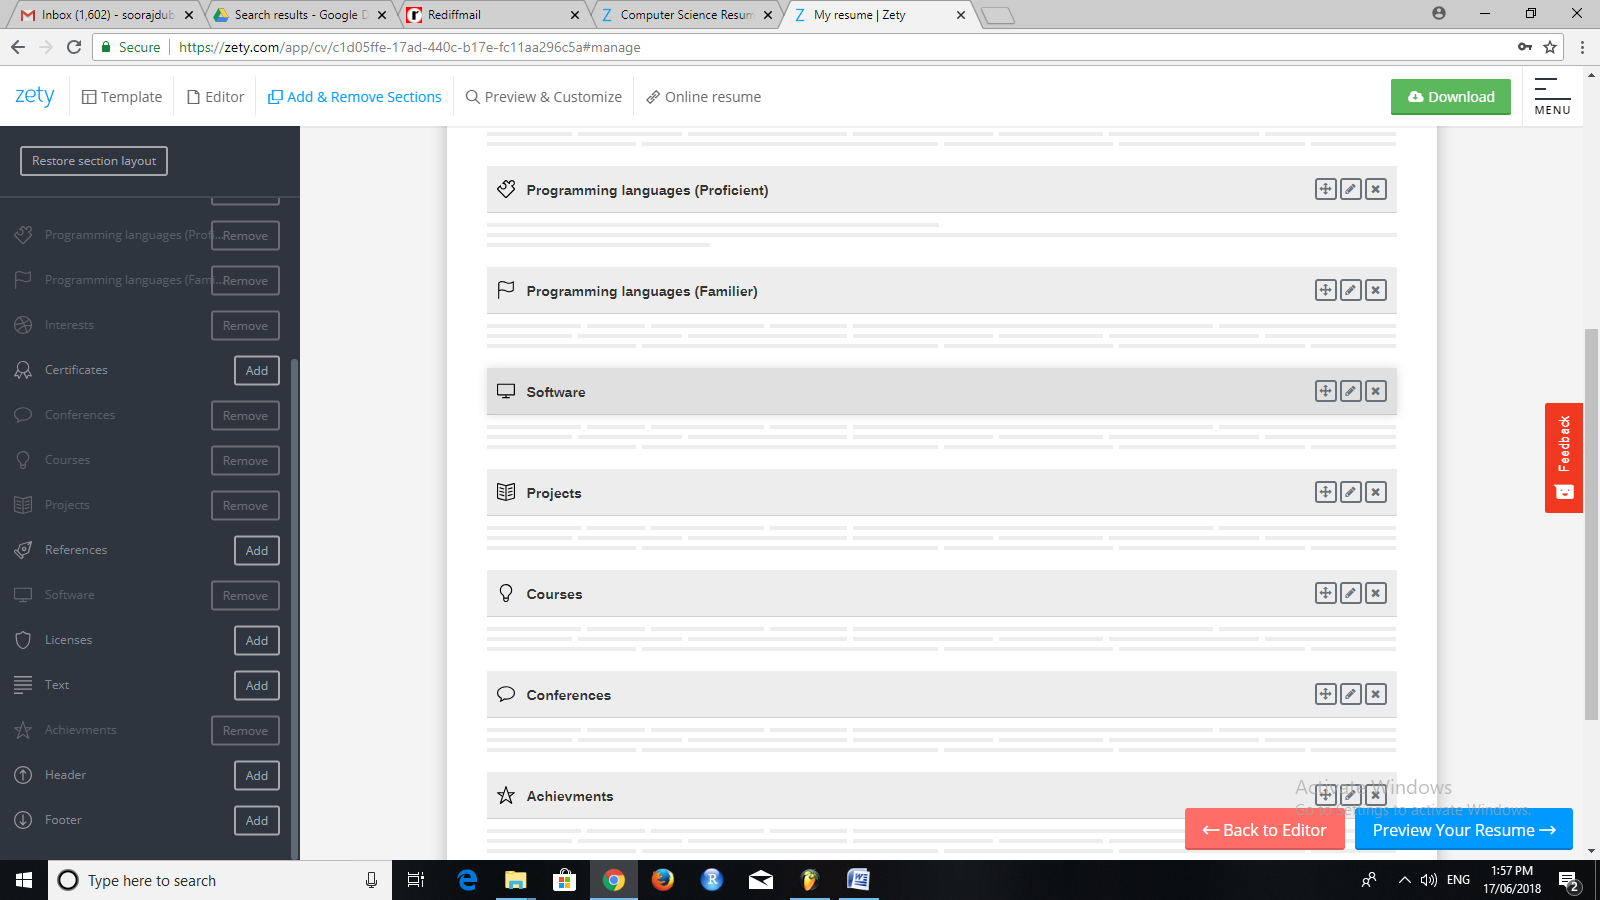 Inbox (1,602) - soorajdub
Search results - Google D
Rediffmail
Computer Science Resum
My resume | Zety
Secure
https://zety.com/app/cv/c1d05ffe-17ad-440c-b17e-fc11aa296c5a#manage
zety
Template
Editor
Add & Remove Sections
Preview & Customize
Online resume
Download
MENU
Restore section layout
Programming languages (Profi... Remove
Programming languages (Fami... Remove
Interests Remove
Certificates Add
Conferences Remove
Courses Remove
Projects Remove
References Add
Software Remove
Licenses Add
Text Add
Achievments Remove
Header Add
Footer Add
Programming languages (Proficient)
Programming languages (Familier)
Software
Projects
Courses
Conferences
Achievments
Feedback
Activate Windows
Go to Settings to activate Windows.
Back to Editor
Preview Your Resume
Type here to search
ENG
1:57 PM
17/06/2018
2